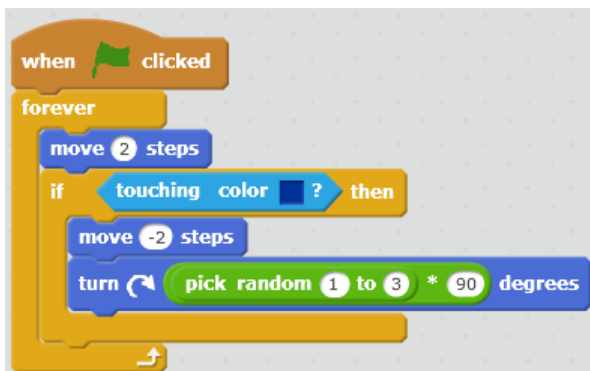 when clicked
forever
move 2 steps
if touching color ? then
move -2 steps
turn pick random 1 to 3 * 90 degrees